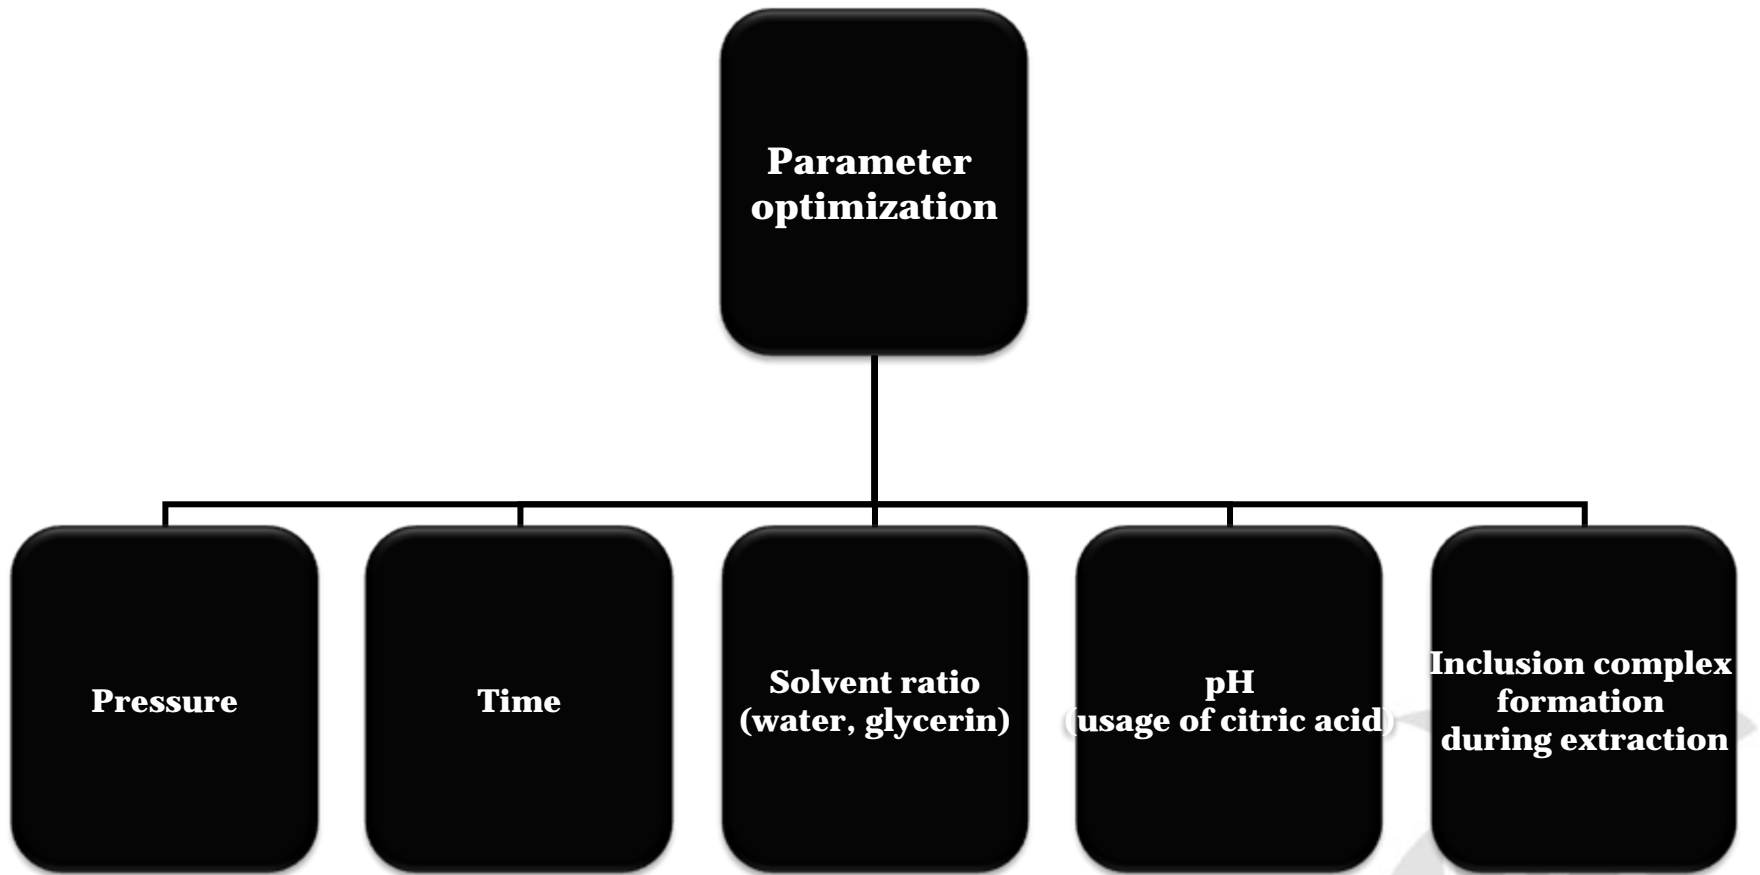 Parameter
optimization
Pressure
Time
Solvent ratio
(water, glycerin)
pH
(usage of citric acid)
Inclusion complex
formation
during extraction